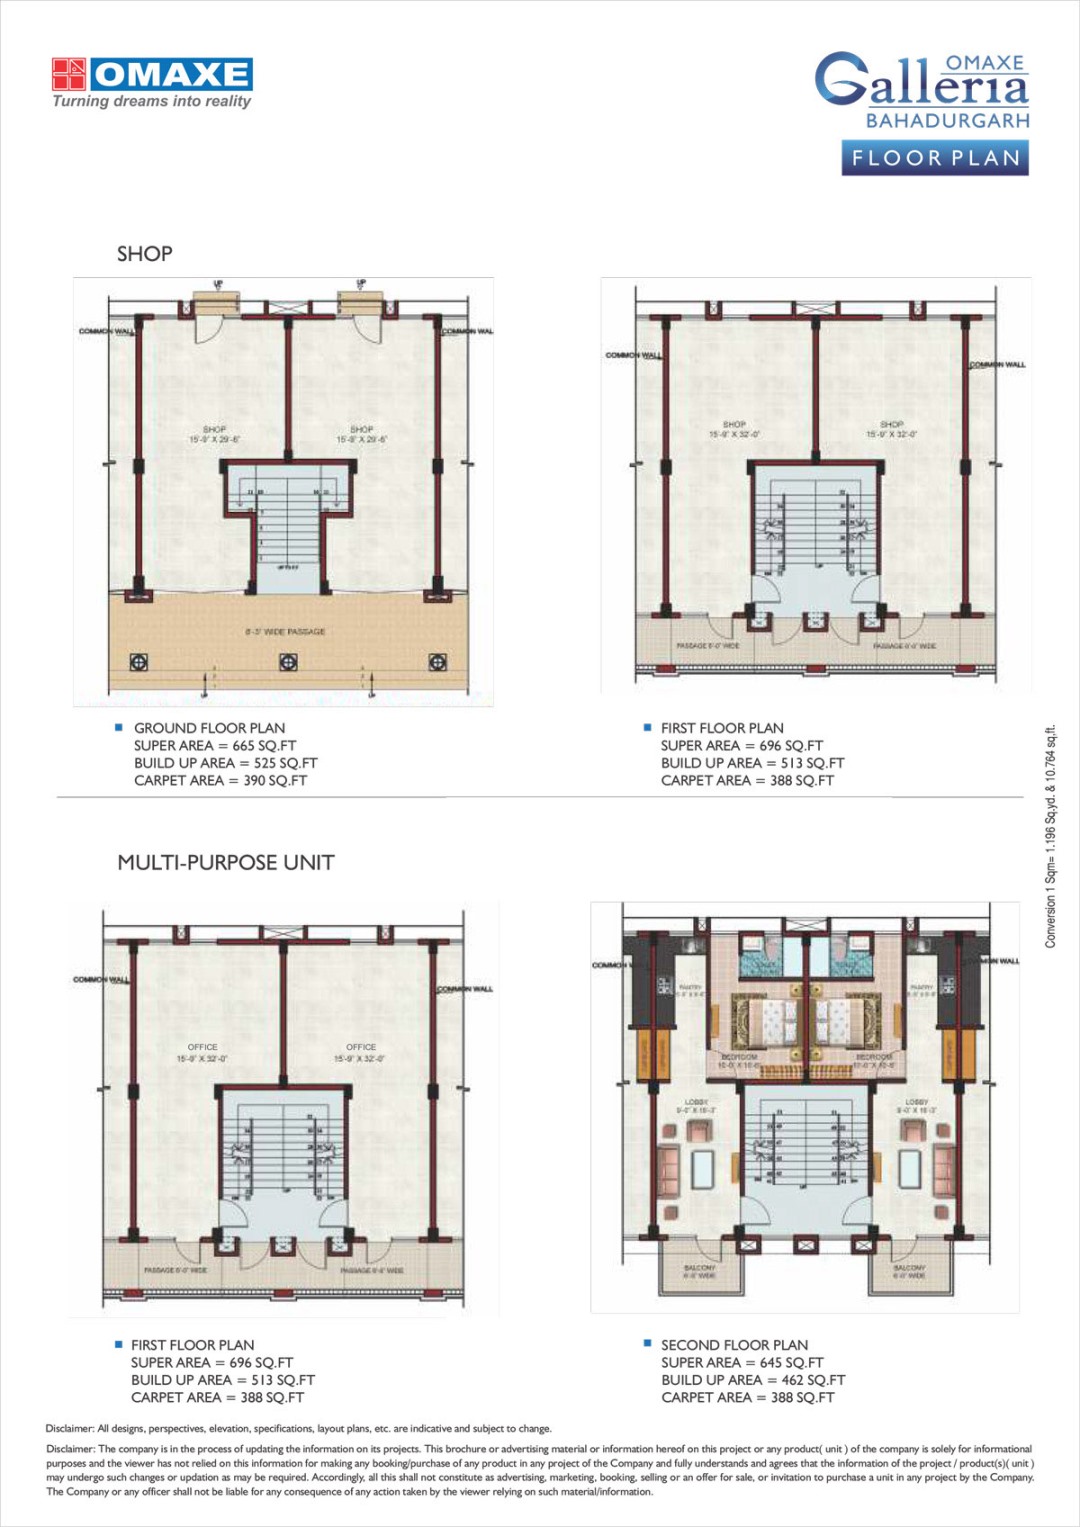 OMAXE
Turning dreams into reality
OMAXE
Galleria
BAHADURGARH
FLOOR PLAN
SHOP
UP
UP
COMMON WALL
COMMON WAL
SHOP
15'-9" X 29'-6"
SHOP
15'-9" X 29'-6"
8'-3" WIDE PASSAGE
UP
UP
COMMON WALL
COMMON WALL
SHOP
15'-9" X 32'-0"
SHOP
15'-9" X 32'-0"
UP
PASSAGE 6'-0" WIDE
PASSAGE 6'-0" WIDE
GROUND FLOOR PLAN
SUPER AREA = 665 SQ.FT
BUILD UP AREA = 525 SQ.FT
CARPET AREA = 390 SQ.FT
FIRST FLOOR PLAN
SUPER AREA = 696 SQ.FT
BUILD UP AREA = 513 SQ.FT
CARPET AREA = 388 SQ.FT
Conversion 1 Sqm= 1.196 Sq.yd. & 10.764 sq.ft.
MULTI-PURPOSE UNIT
COMMON WALL
COMMON WALL
OFFICE
15'-9" X 32'-0"
OFFICE
15'-9" X 32'-0"
UP
PASSAGE 6'-0" WIDE
PASSAGE 6'-0" WIDE
COMMON
MON WALL
PANTRY
PANTRY
BEDROOM
BEDROOM
LOBBY
LOBBY
UP
BALCONY
6'-0" WIDE
BALCONY
6'-0" WIDE
FIRST FLOOR PLAN
SUPER AREA = 696 SQ.FT
BUILD UP AREA = 513 SQ.FT
CARPET AREA = 388 SQ.FT
SECOND FLOOR PLAN
SUPER AREA = 645 SQ.FT
BUILD UP AREA = 462 SQ.FT
CARPET AREA = 388 SQ.FT
Disclaimer: All designs, perspectives, elevation, specifications, layout plans, etc. are indicative and subject to change.
Disclaimer: The company is in the process of updating the information on its projects. This brochure or advertising material or information hereof on this project or any product( unit ) of the company is solely for informational
purposes and the viewer has not relied on this information for making any booking/purchase of any product in any project of the Company and fully understands and agrees that the information of the project / product(s)( unit )
may undergo such changes or updation as may be required. Accordingly, all this shall not constitute as advertising, marketing, booking, selling or an offer for sale, or invitation to purchase a unit in any project by the Company.
The Company or any officer shall not be liable for any consequence of any action taken by the viewer relying on such material/information.